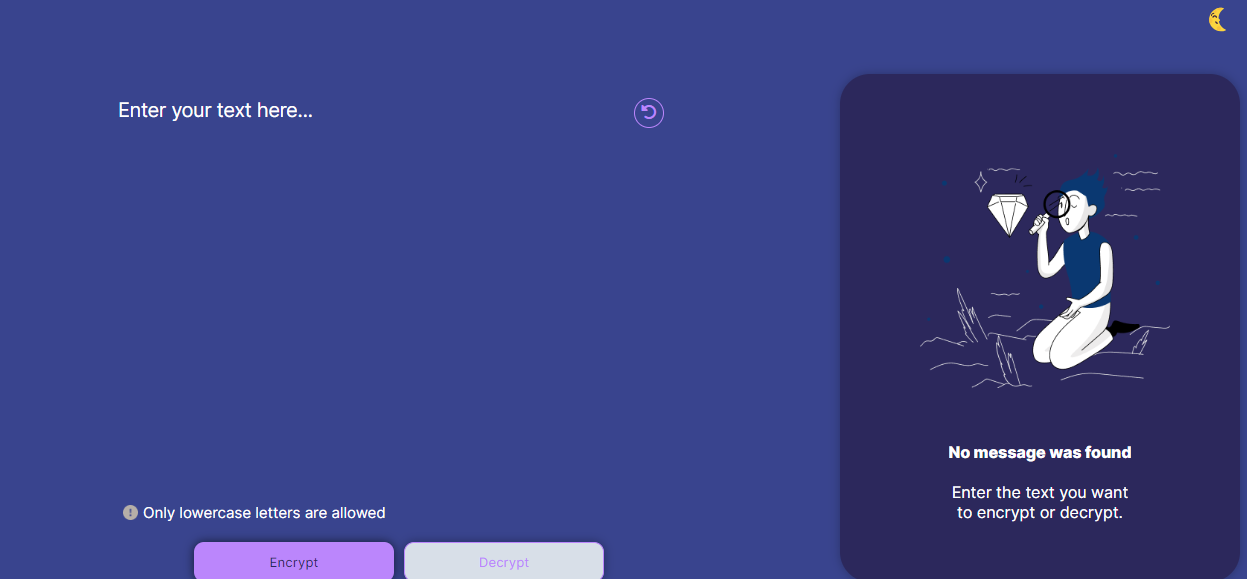 Enter your text here...
Only lowercase letters are allowed
Encrypt
Decrypt
No message was found
Enter the text you want
to encrypt or decrypt.